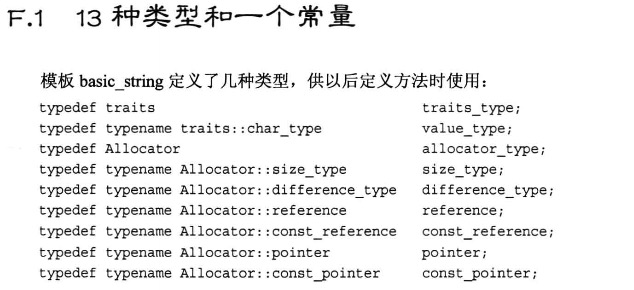 F.1 13 种类型和一个常量
模板 basic_string 定义了几种类型，供以后定义方法时使用：
typedef traits traits_type;
typedef typename traits::char_type value_type;
typedef Allocator allocator_type;
typedef typename Allocator::size_type size_type;
typedef typename Allocator::difference_type difference_type;
typedef typename Allocator::reference reference;
typedef typename Allocator::const_reference const_reference;
typedef typename Allocator::pointer pointer;
typedef typename Allocator::const_pointer const_pointer;